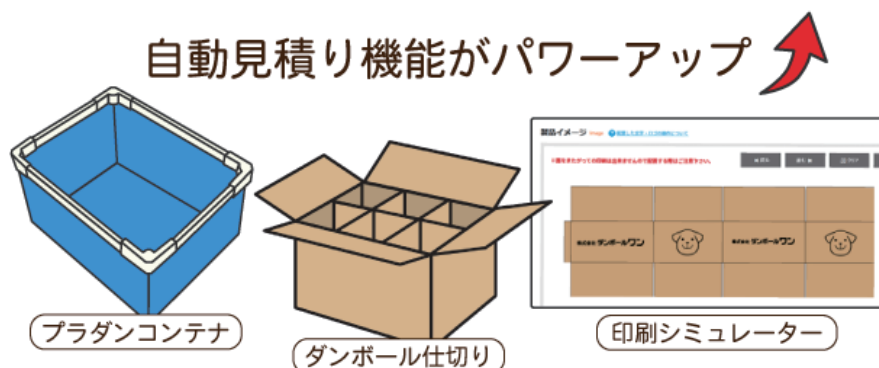 自動見積り機能がパワーアップ
製品イメージ Image
株式会社 ダンボールワン
株式会社 ダンボールワン
プラダンコンテナ
ダンボール仕切り
印刷シミュレーター